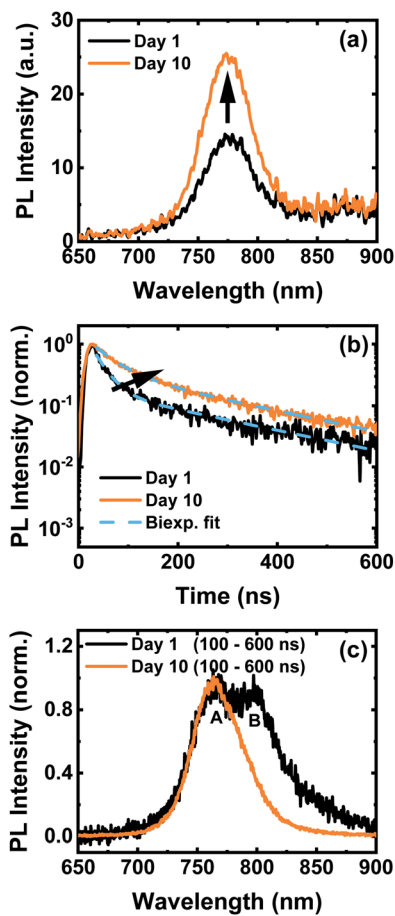 (a)
Day 1
Day 10
PL Intensity (a.u.)
30
20
10
0
650 700 750 800 850 900
Wavelength (nm)
(b)
PL Intensity (norm.)
10⁰
10⁻¹
10⁻²
10⁻³
Day 1
Day 10
Biexp. fit
0 200 400 600
Time (ns)
Day 1 (100 - 600 ns) (c)
Day 10 (100 - 600 ns)
PL Intensity (norm.)
1.2
0.8
0.4
0.0
A B
650 700 750 800 850 900
Wavelength (nm)